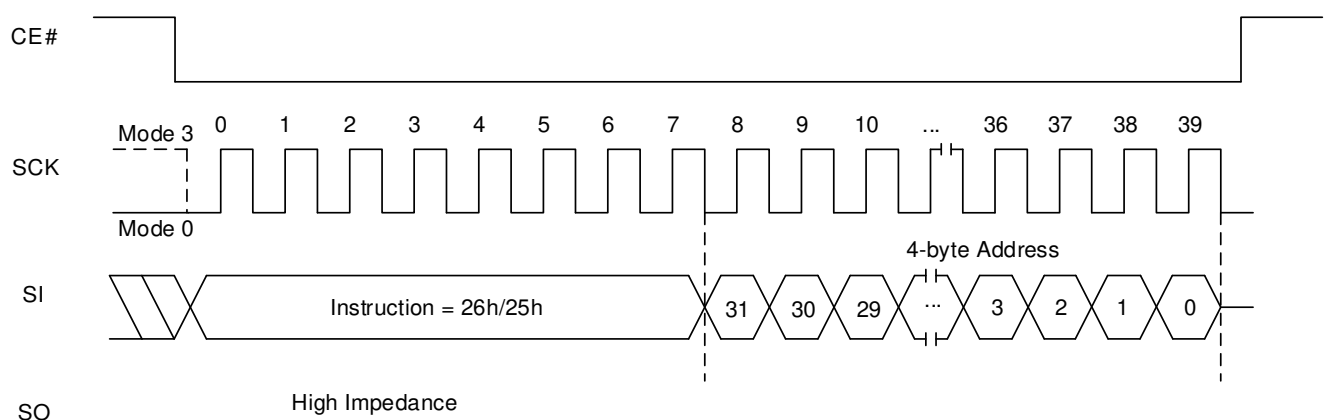 CE#
Mode 3
0 1 2 3 4 5 6 7 8 9 10 ... 36 37 38 39
SCK
Mode 0
4-byte Address
SI
Instruction = 26h/25h
31 30 29 ... 3 2 1 0
High Impedance
SO